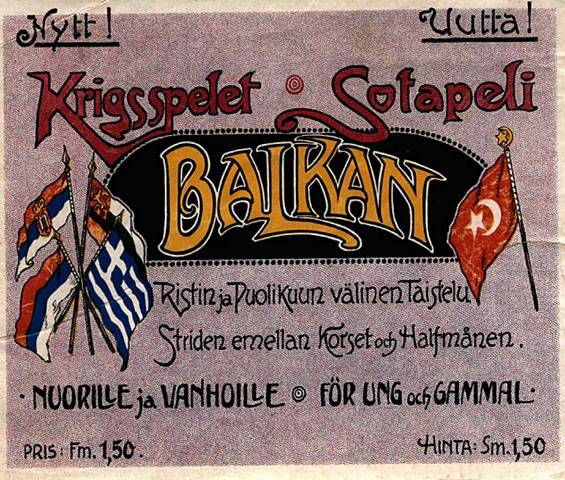 Nytt! Uutta!
Krigsspelet Sotapeli
BALKAN
Ristin ja Puolikuun välinen Taistelu
Striden emellan Korset och Halfmånen.
· NUORILLE ja VANHOILLE FÖR UNG och GAMMAL ·
PRIS: Fm. 1,50. HINTA: Sm. 1,50